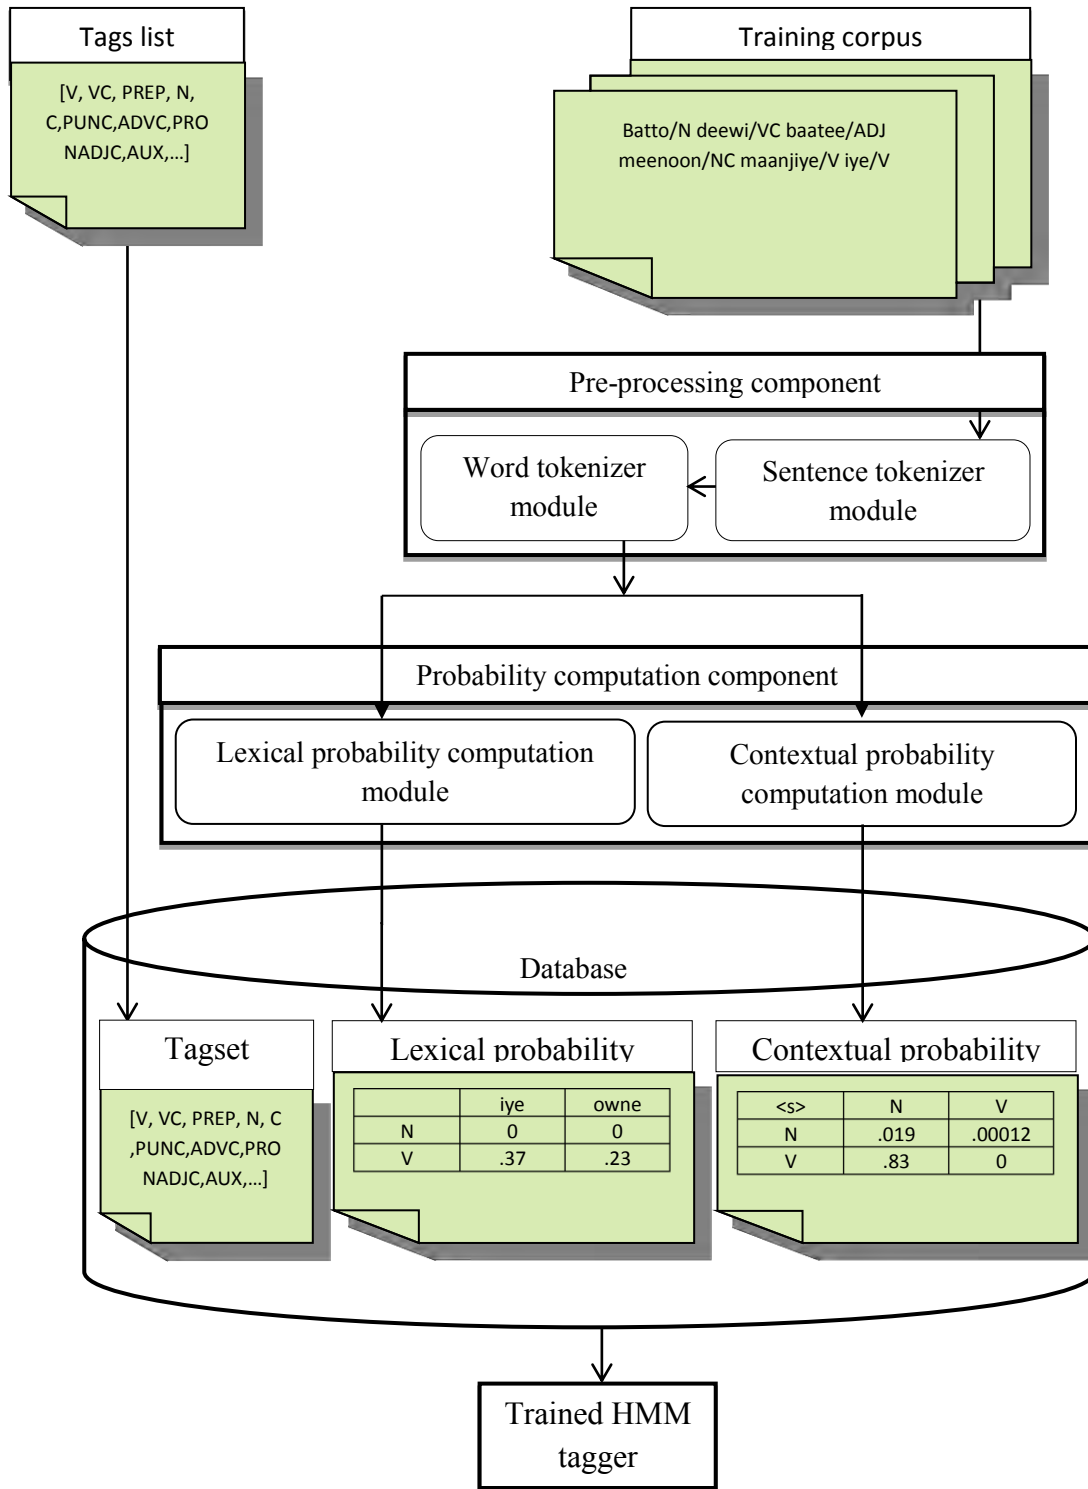 Tags list
[V, VC, PREP, N,
C,PUNC,ADVC,PRO
NADJC,AUX,...]
Training corpus
Batto/N deewi/VC baatee/ADJ
meenoon/NC maanjiye/V iye/V
Pre-processing component
Word tokenizer
module
Sentence tokenizer
module
Probability computation component
Lexical probability computation
module
Contextual probability
computation module
Database
Tagset
[V, VC, PREP, N, C
,PUNC,ADVC,PRO
NADJC,AUX,...]
Lexical probability
iye owne
N 0 0
V .37 .23
Contextual probability
<s> N V
N .019 .00012
V .83 0
Trained HMM
tagger